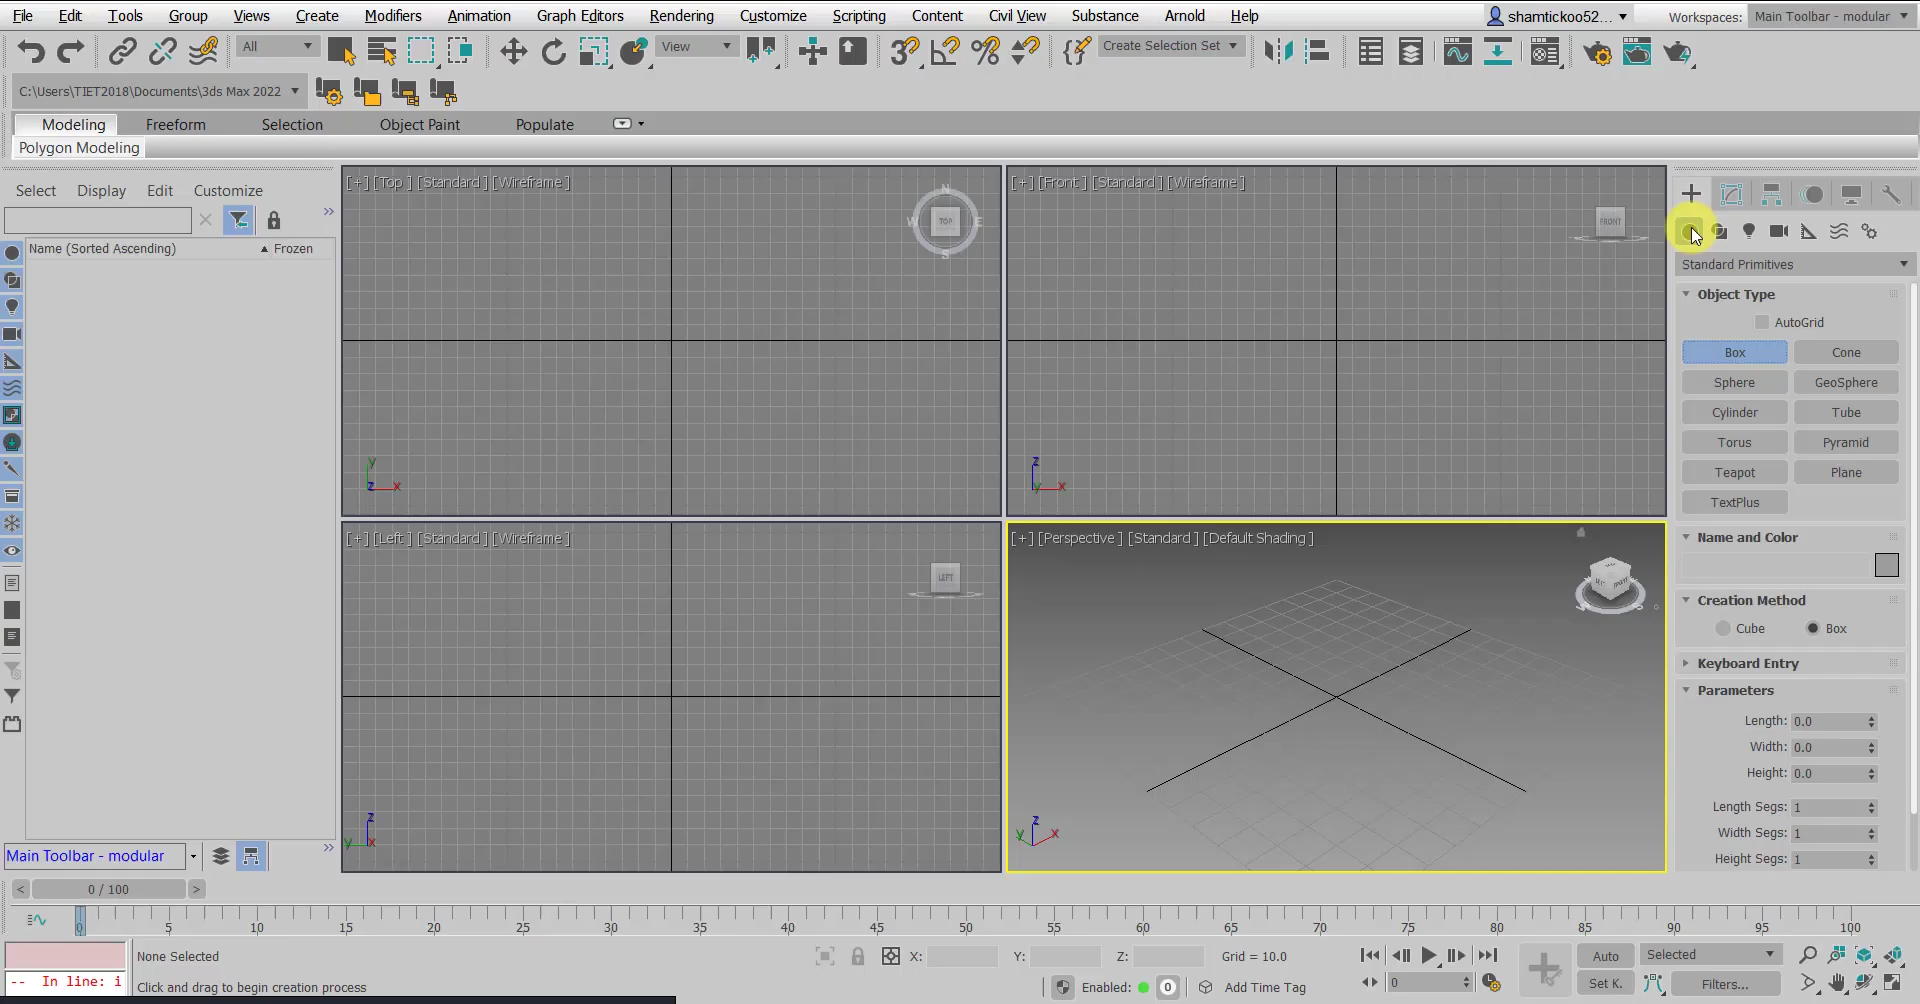 File Edit Tools Group Views Create Modifiers Animation Graph Editors Rendering Customize Scripting Content Civil View Substance Arnold Help shamtickoo52... Workspaces: Main Toolbar - modular
All View Create Selection Set
C:\Users\TIET2018\Documents\3ds Max 2022
Modeling Freeform Selection Object Paint Populate
Polygon Modeling
Select Display Edit Customize
Name (Sorted Ascending) Frozen
[+] [Top ] [Standard ] [Wireframe ]
N
W TOP E
S
y
z x
[+] [Front ] [Standard ] [Wireframe ]
FRONT
z
y x
[+] [Left ] [Standard ] [Wireframe ]
LEFT
z
y x
[+] [Perspective ] [Standard ] [Default Shading ]
z
y x
Standard Primitives
Object Type
AutoGrid
Box Cone
Sphere GeoSphere
Cylinder Tube
Torus Pyramid
Teapot Plane
TextPlus
Name and Color
Creation Method
Cube Box
Keyboard Entry
Parameters
Length: 0.0
Width: 0.0
Height: 0.0
Length Segs: 1
Width Segs: 1
Height Segs: 1
Main Toolbar - modular
< 0 / 100 >
0 5 10 15 20 25 30 35 40 45 50 55 60 65 70 75 80 85 90 95 100
None Selected X: Y: Z: Grid = 10.0 Auto Selected
-- In line: i Click and drag to begin creation process Enabled: 0 Add Time Tag 0 Set K. Filters...